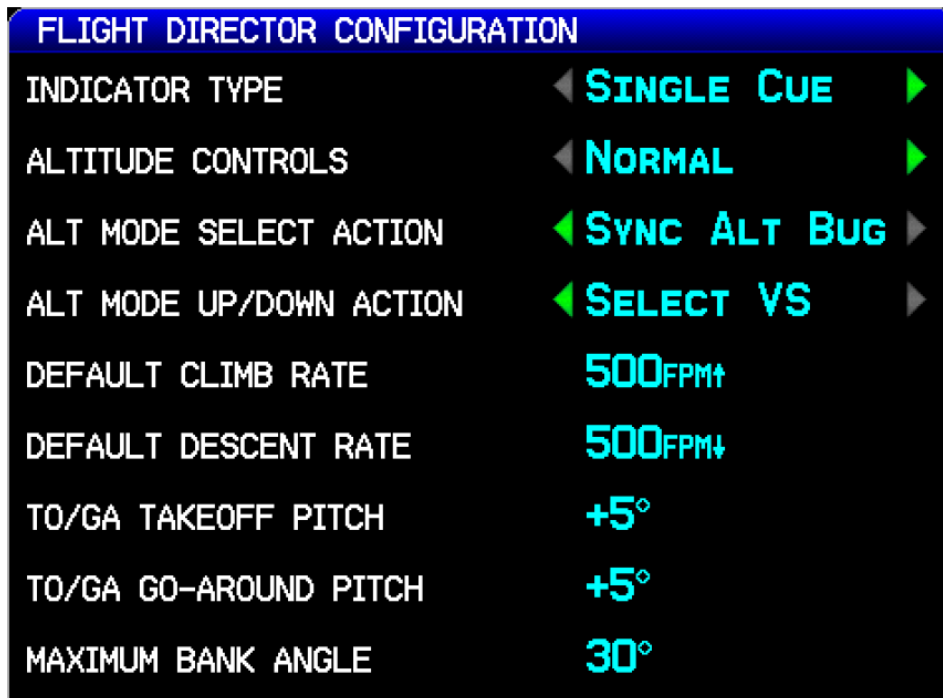 FLIGHT DIRECTOR CONFIGURATION
INDICATOR TYPE SINGLE CUE
ALTITUDE CONTROLS NORMAL
ALT MODE SELECT ACTION SYNC ALT BUG
ALT MODE UP/DOWN ACTION SELECT VS
DEFAULT CLIMB RATE 500FPM↑
DEFAULT DESCENT RATE 500FPM↓
TO/GA TAKEOFF PITCH +5°
TO/GA GO-AROUND PITCH +5°
MAXIMUM BANK ANGLE 30°